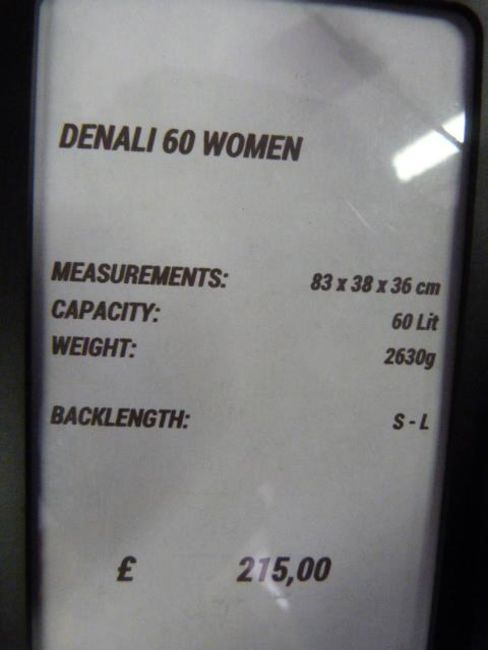 DENALI 60 WOMEN
MEASUREMENTS: 83 x 38 x 36 cm
CAPACITY: 60 Lit
WEIGHT: 2630g
BACKLENGTH: S - L
£ 215,00